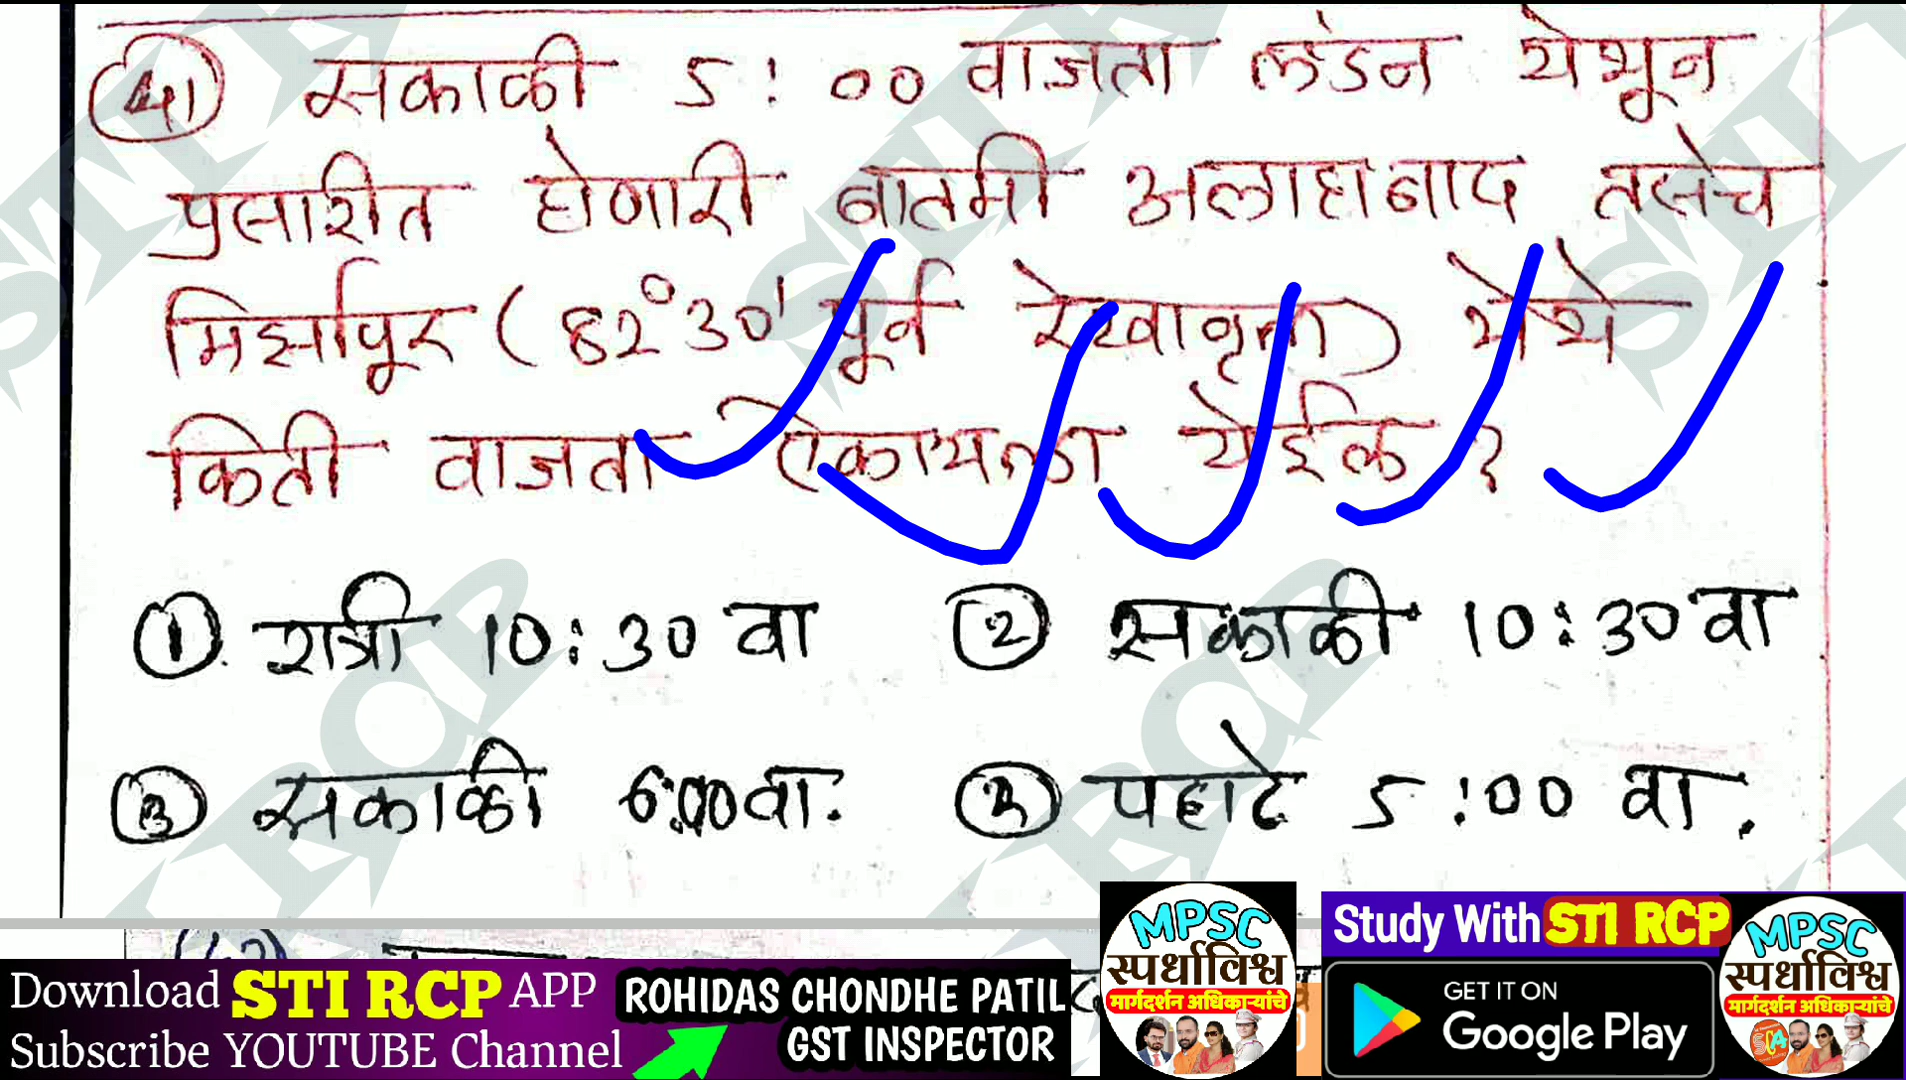 (41) सकाळी 5:00 वाजता लंडन येथून
प्रसारीत होणारी बातमी अलाहाबाद तसेच
मिर्झापूर (82°30' पूर्व रेखावृत्त) येथे
किती वाजता ऐकायला येईल?
① रात्री 10:30 वा ② सकाळी 10:30 वा
③ सकाळी 6:00 वा. ④ पहाटे 5:00 वा.
MPSC
स्पर्धाविश्व
मार्गदर्शन अधिकाऱ्यांचे
Study With STI RCP
GET IT ON
Google Play
MPSC
स्पर्धाविश्व
मार्गदर्शन अधिकाऱ्यांचे
Download STI RCP APP
Subscribe YOUTUBE Channel
ROHIDAS CHONDHE PATIL
GST INSPECTOR